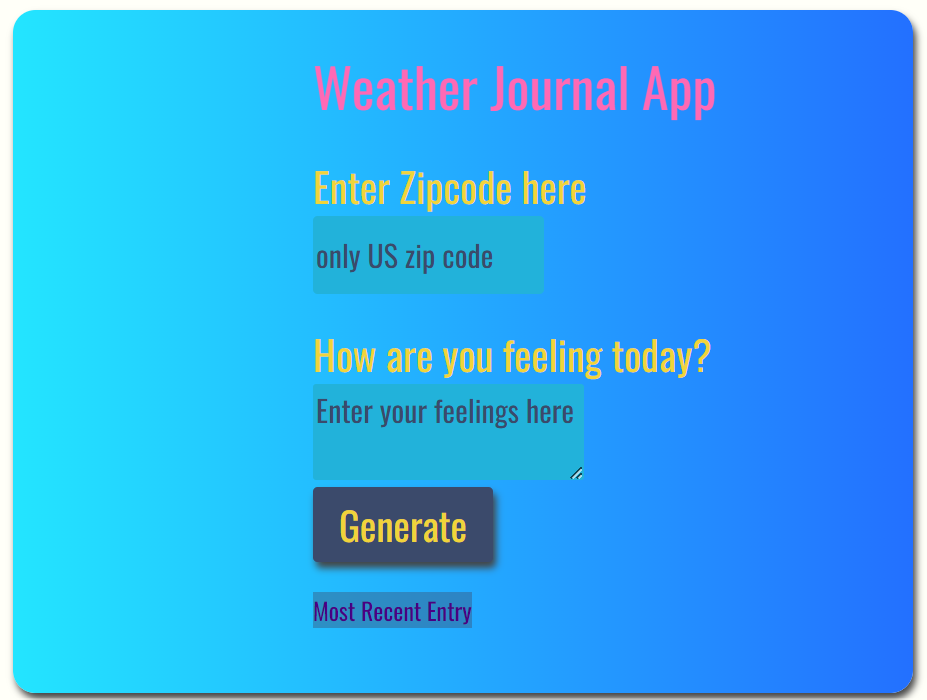 Weather Journal App
Enter Zipcode here
only US zip code
How are you feeling today?
Enter your feelings here
Generate
Most Recent Entry